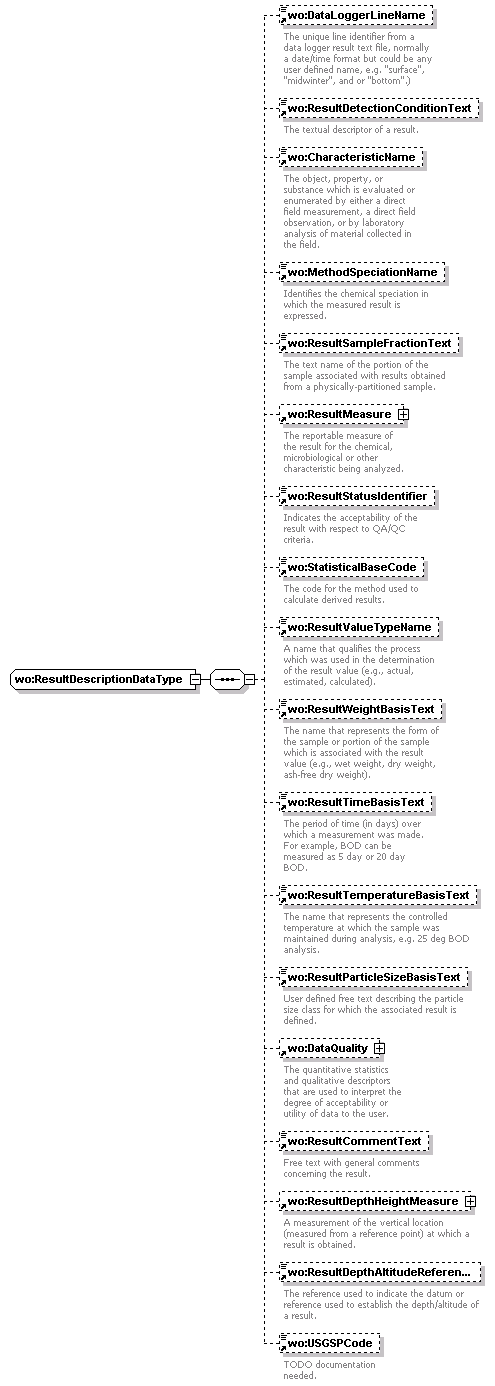 wo:DataLoggerLineName
The unique line identifier from a
data logger result text file, normally
a date/time format but could be any
user defined name, e.g. "surface",
"midwinter", and or "bottom".)
wo:ResultDetectionConditionText
The textual descriptor of a result.
wo:CharacteristicName
The object, property, or
substance which is evaluated or
enumerated by either a direct
field measurement, a direct field
observation, or by laboratory
analysis of material collected in
the field.
wo:MethodSpeciationName
Identifies the chemical speciation in
which the measured result is
expressed.
wo:ResultSampleFractionText
The text name of the portion of the
sample associated with results obtained
from a physically-partitioned sample.
wo:ResultMeasure
The reportable measure of
the result for the chemical,
microbiological or other
characteristic being analyzed.
wo:ResultStatusIdentifier
Indicates the acceptability of the
result with respect to QA/QC
criteria.
wo:StatisticalBaseCode
The code for the method used to
calculate derived results.
wo:ResultValueTypeName
A name that qualifies the process
which was used in the determination
of the result value (e.g., actual,
estimated, calculated).
wo:ResultDescriptionDataType
wo:ResultWeightBasisText
The name that represents the form of
the sample or portion of the sample
which is associated with the result
value (e.g., wet weight, dry weight,
ash-free dry weight).
wo:ResultTimeBasisText
The period of time (in days) over
which a measurement was made.
For example, BOD can be
measured as 5 day or 20 day
BOD.
wo:ResultTemperatureBasisText
The name that represents the controlled
temperature at which the sample was
maintained during analysis, e.g. 25 deg BOD
analysis.
wo:ResultParticleSizeBasisText
User defined free text describing the particle
size class for which the associated result is
defined.
wo:DataQuality
The quantitative statistics
and qualitative descriptors
that are used to interpret the
degree of acceptability or
utility of data to the user.
wo:ResultCommentText
Free text with general comments
concerning the result.
wo:ResultDepthHeightMeasure
A measurement of the vertical location
(measured from a reference point) at which a
result is obtained.
wo:ResultDepthAltitudeReferen...
The reference used to indicate the datum or
reference used to establish the depth/altitude of
a result.
wo:USGSPCode
TODO documentation
needed.